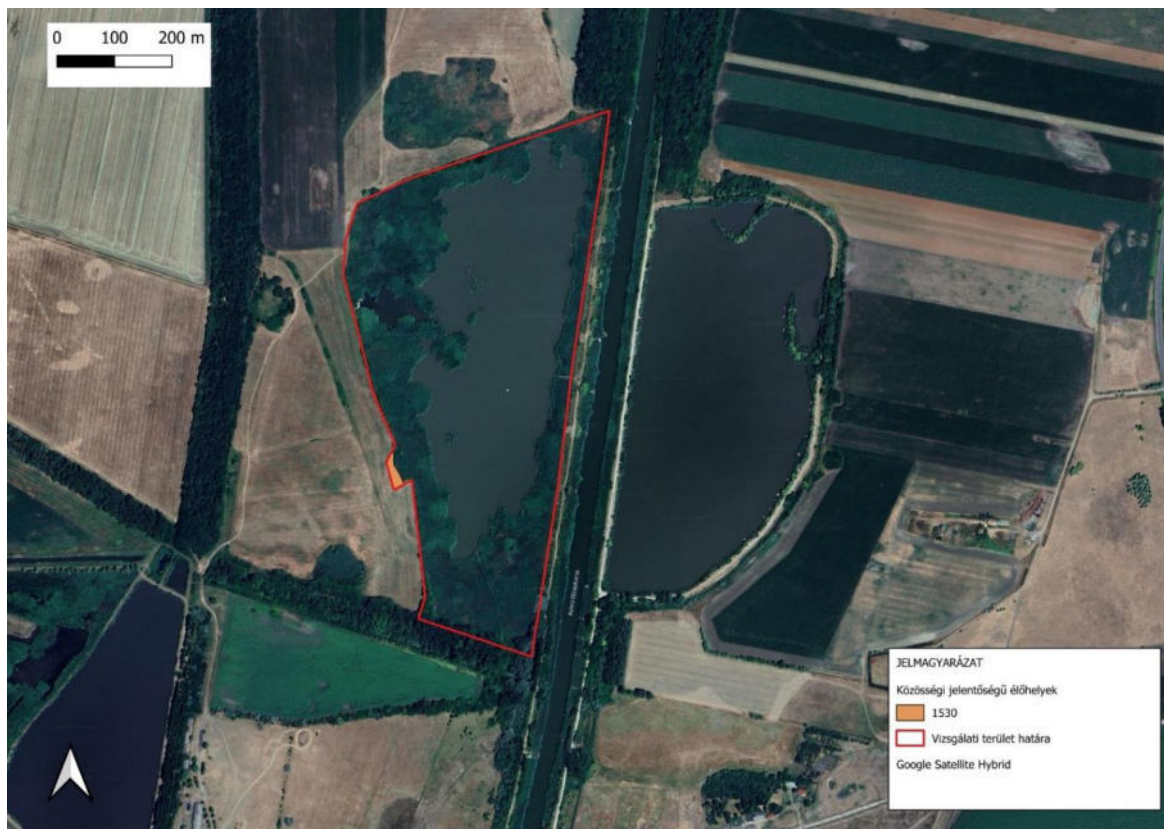 0 100 200 m
JELMAGYARÁZAT
Közösségi jelentőségű élőhelyek
1530
Vizsgálati terület határa
Google Satellite Hybrid